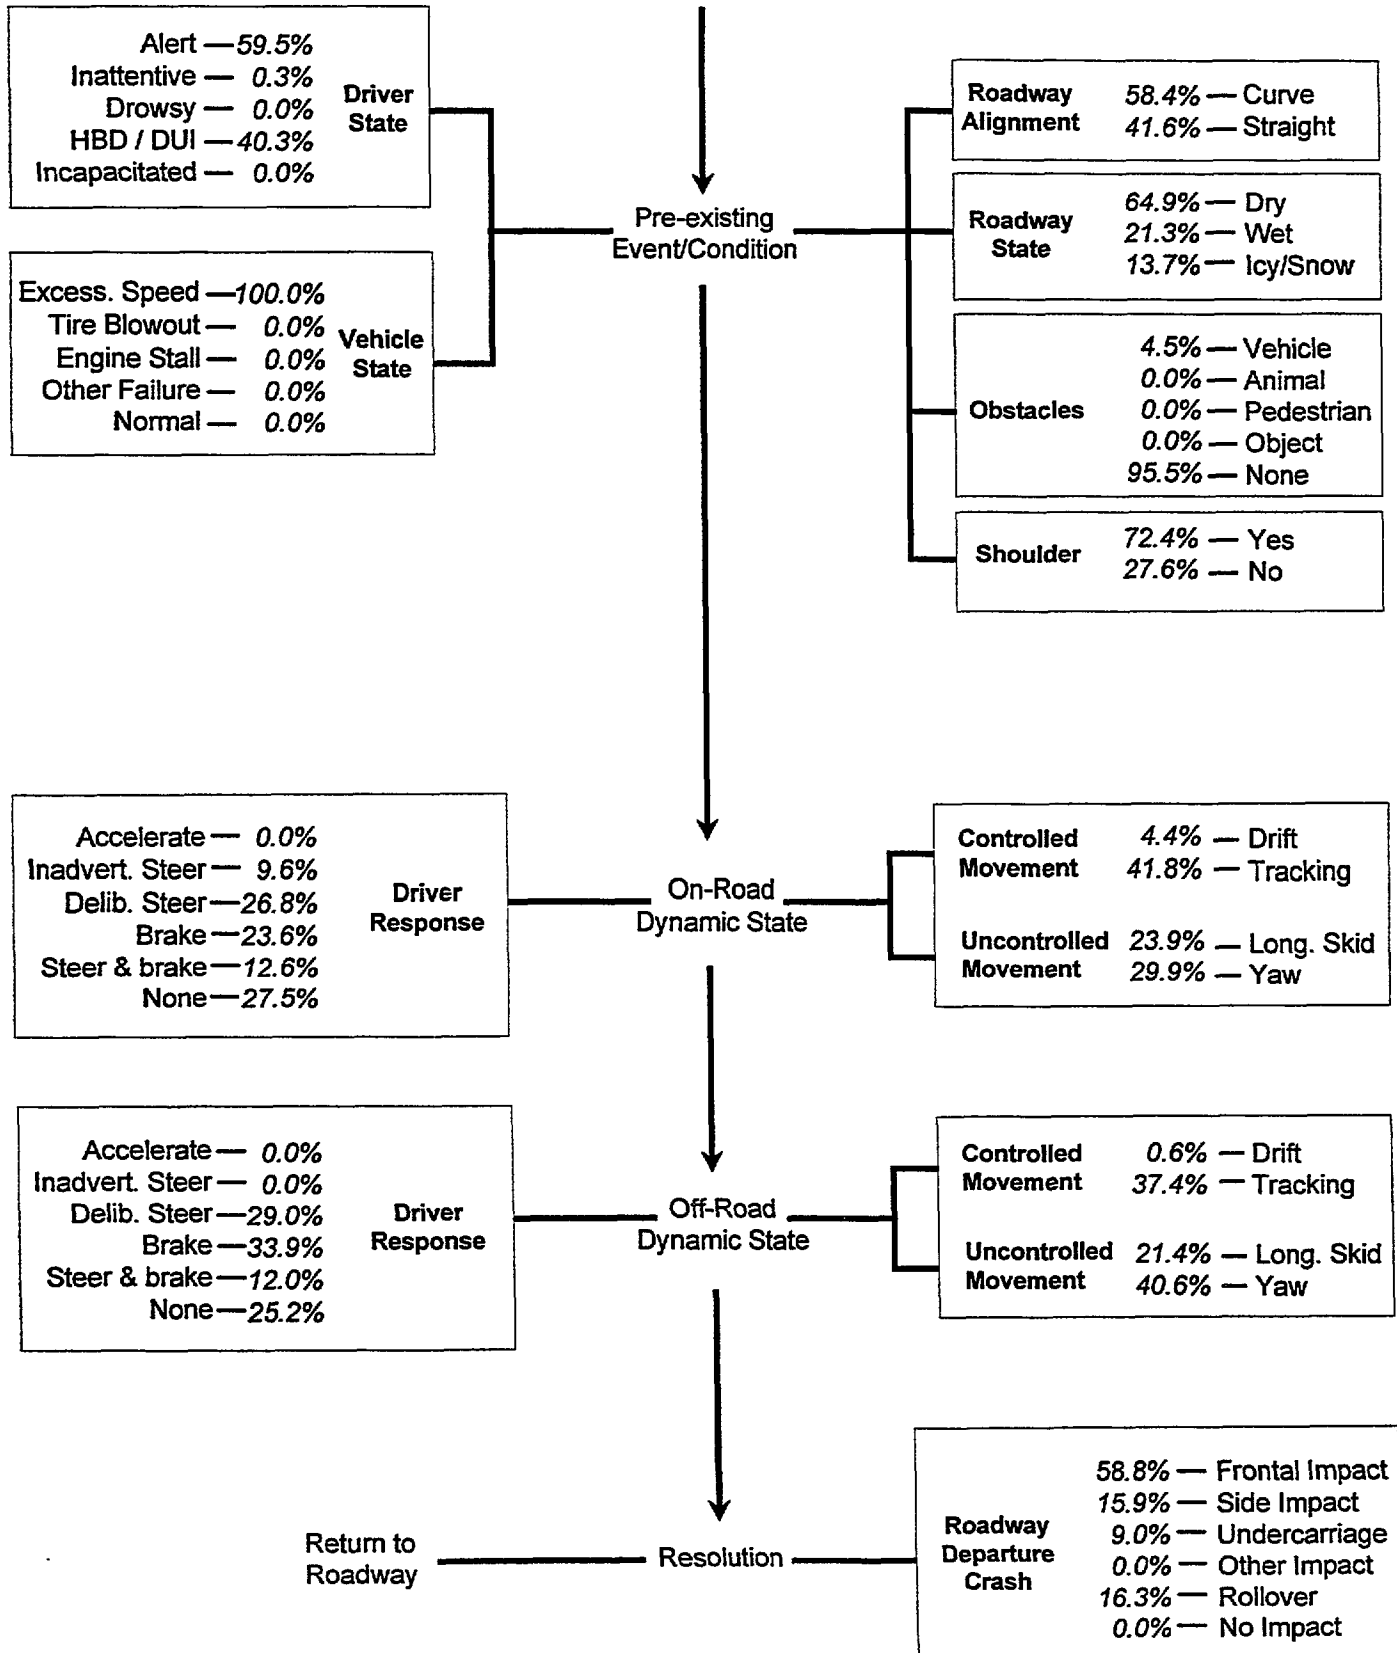 Alert — 59.5%
Inattentive — 0.3%
Drowsy — 0.0%
HBD / DUI — 40.3%
Incapacitated — 0.0%
Driver
State
Excess. Speed — 100.0%
Tire Blowout — 0.0%
Engine Stall — 0.0%
Other Failure — 0.0%
Normal — 0.0%
Vehicle
State
Pre-existing
Event/Condition
Roadway
Alignment
58.4% — Curve
41.6% — Straight
Roadway
State
64.9% — Dry
21.3% — Wet
13.7% — Icy/Snow
Obstacles
4.5% — Vehicle
0.0% — Animal
0.0% — Pedestrian
0.0% — Object
95.5% — None
Shoulder
72.4% — Yes
27.6% — No
Accelerate — 0.0%
Inadvert. Steer — 9.6%
Delib. Steer — 26.8%
Brake — 23.6%
Steer & brake — 12.6%
None — 27.5%
Driver
Response
On-Road
Dynamic State
Controlled
Movement
4.4% — Drift
41.8% — Tracking
Uncontrolled
Movement
23.9% — Long. Skid
29.9% — Yaw
Accelerate — 0.0%
Inadvert. Steer — 0.0%
Delib. Steer — 29.0%
Brake — 33.9%
Steer & brake — 12.0%
None — 25.2%
Driver
Response
Off-Road
Dynamic State
Controlled
Movement
0.6% — Drift
37.4% — Tracking
Uncontrolled
Movement
21.4% — Long. Skid
40.6% — Yaw
Return to
Roadway
Resolution
Roadway
Departure
Crash
58.8% — Frontal Impact
15.9% — Side Impact
9.0% — Undercarriage
0.0% — Other Impact
16.3% — Rollover
0.0% — No Impact